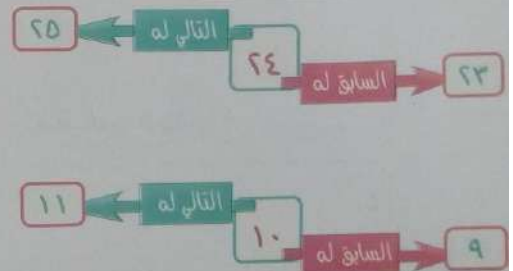 التالي له ٢٥
٢٤
السابق له ٢٣
التالي له ١١
١٠
السابق له ٩